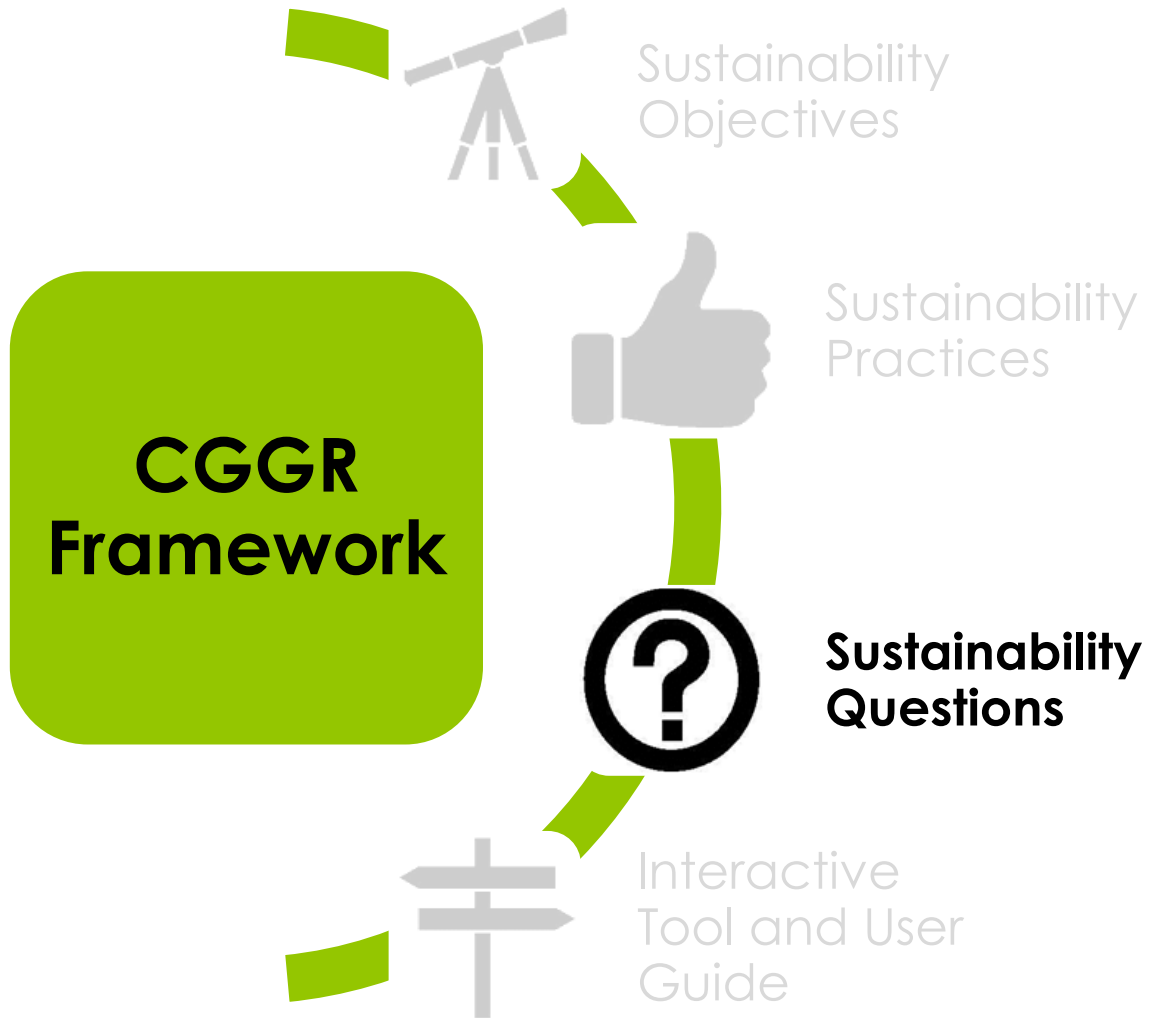 Sustainability
Objectives
Sustainability
Practices
CGGR
Framework
?
Sustainability
Questions
Interactive
Tool and User
Guide